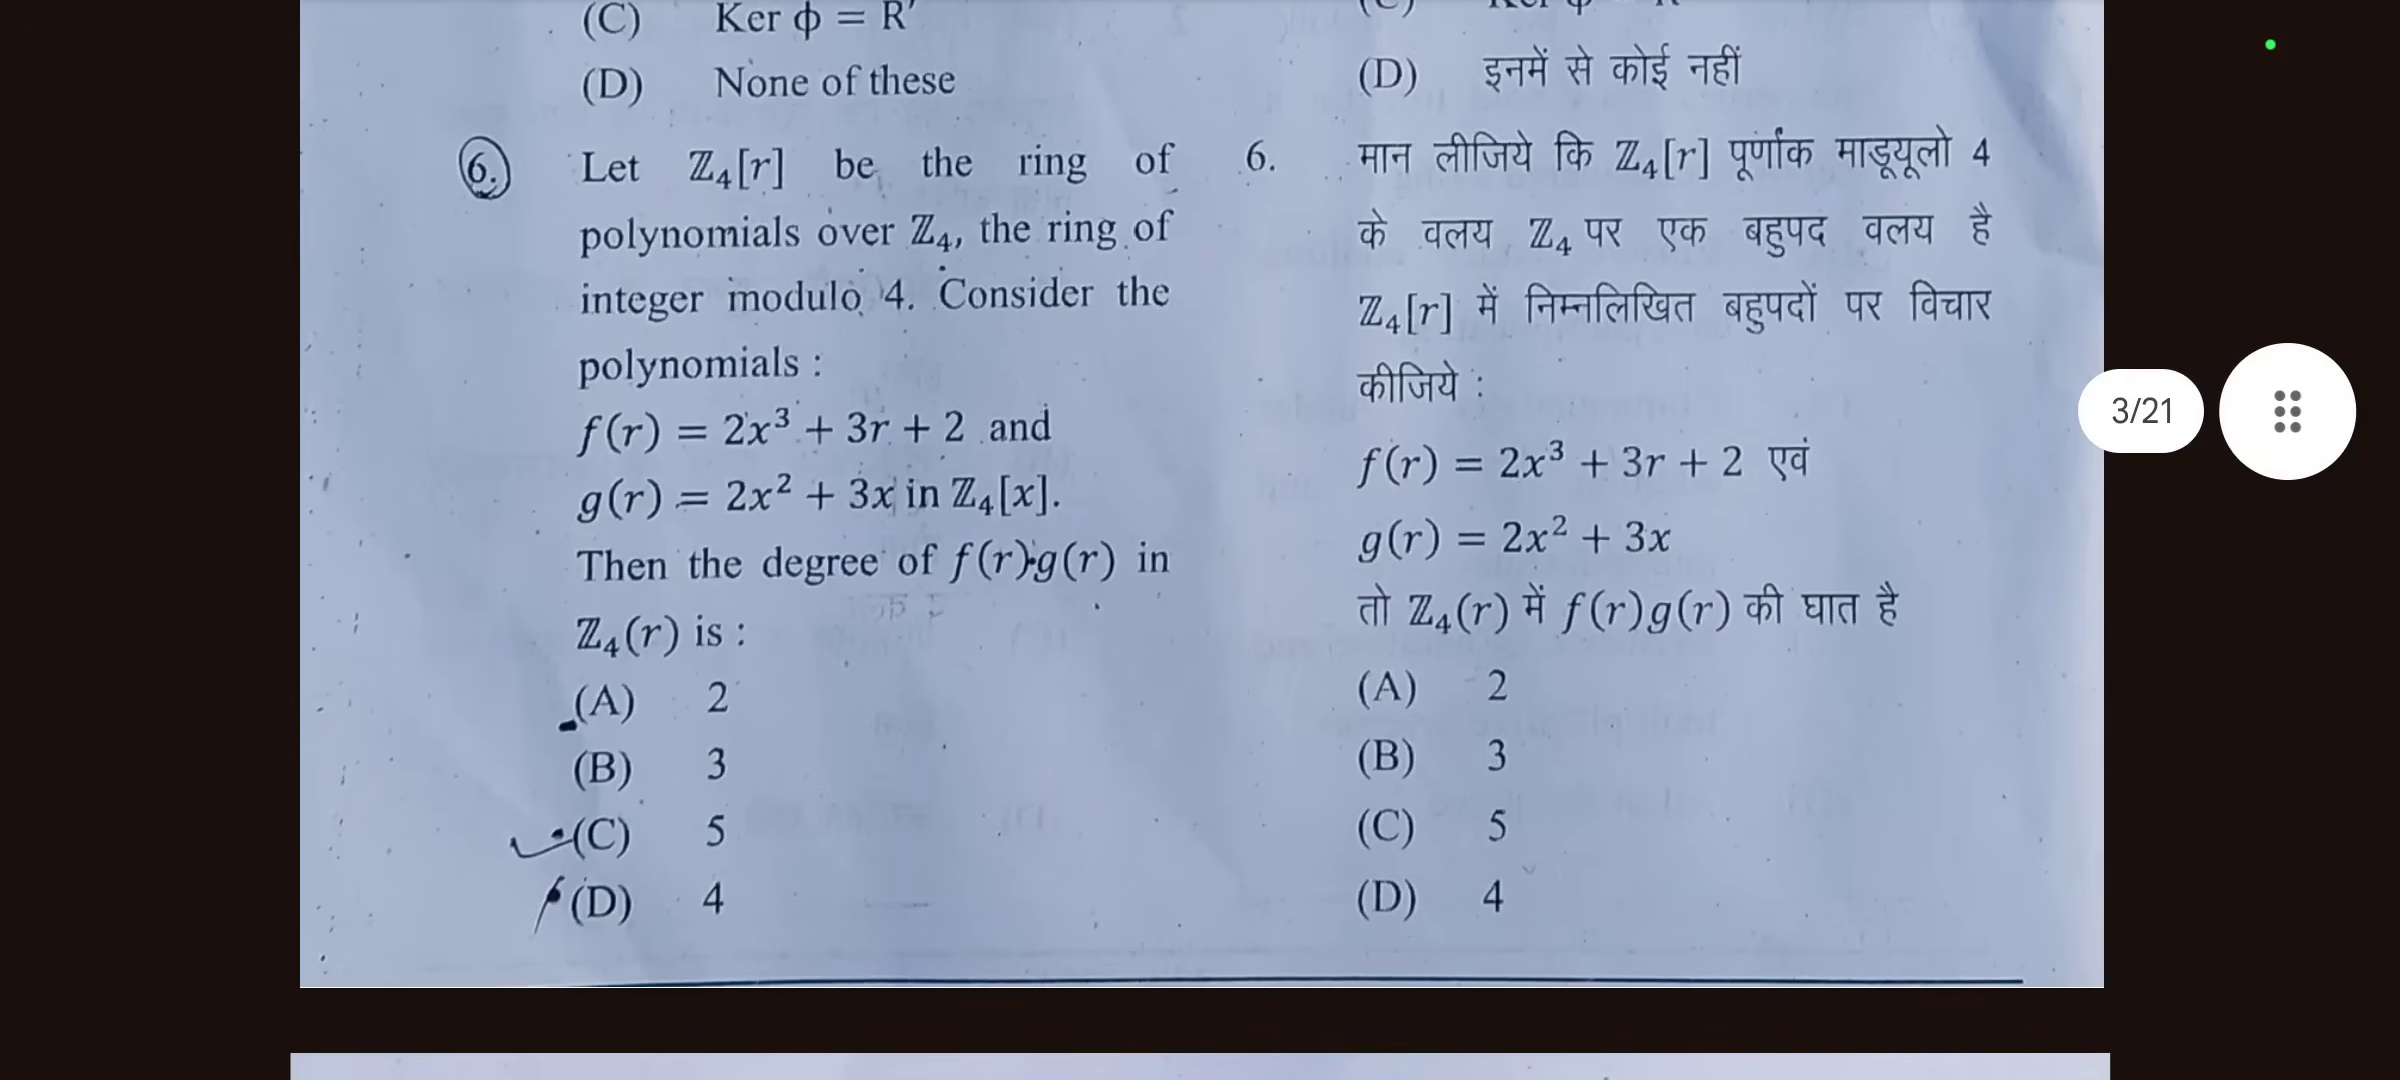 (C) Ker ϕ = R'
(D) None of these
6. Let ℤ₄[r] be the ring of
polynomials over ℤ₄, the ring of
integer modulo 4. Consider the
polynomials :
f(r) = 2x³ + 3r + 2 and
g(r) = 2x² + 3x in ℤ₄[x].
Then the degree of f(r)g(r) in
ℤ₄(r) is :
(A) 2
(B) 3
(C) 5
(D) 4
(D) इनमें से कोई नहीं
6. मान लीजिये कि ℤ₄[r] पूर्णांक माडूयूलो 4
के वलय ℤ₄ पर एक बहुपद वलय है
ℤ₄[r] में निम्नलिखित बहुपदों पर विचार
कीजिये :
f(r) = 2x³ + 3r + 2 एवं
g(r) = 2x² + 3x
तो ℤ₄(r) में f(r)g(r) की घात है
(A) 2
(B) 3
(C) 5
(D) 4
3/21